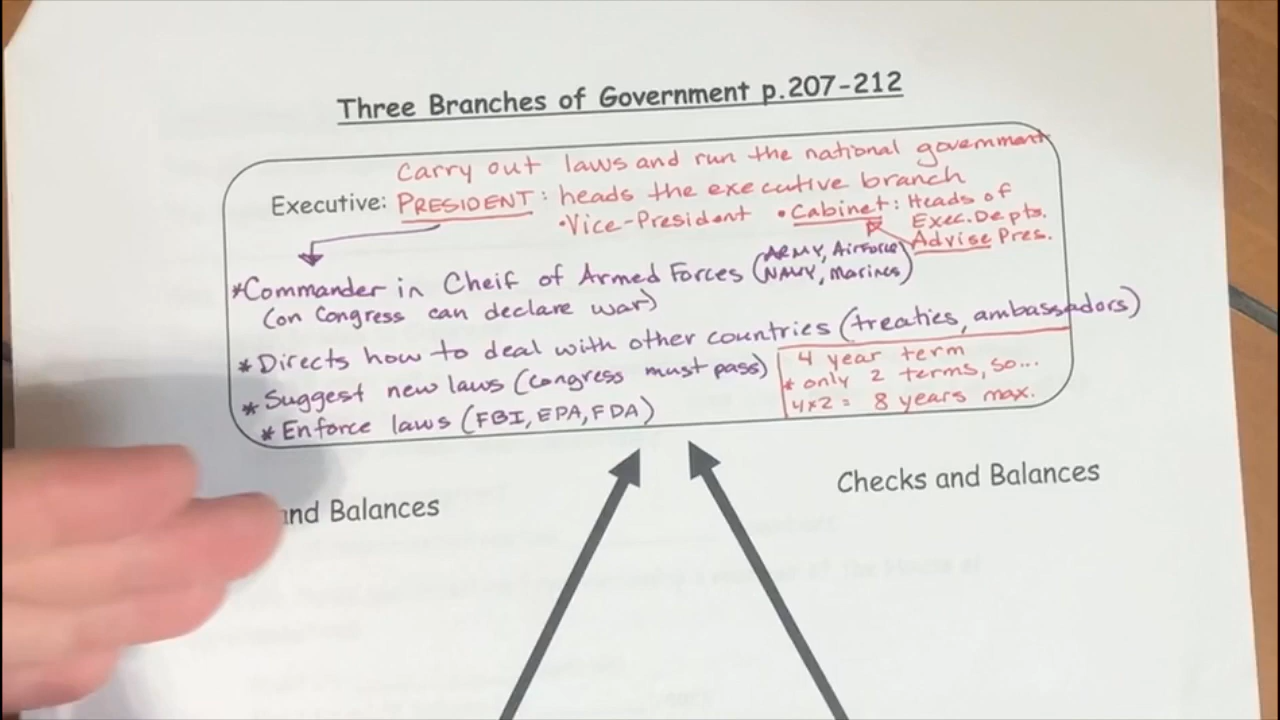 Three Branches of Government p.207-212
Carry out laws and run the national government
Executive: PRESIDENT: heads the executive branch
•Vice-President •Cabinet: Heads of
Exec. Depts.
Advise Pres.
*Commander in Cheif of Armed Forces (ARMY, Airforce,
NAVY, Marines)
(on Congress can declare war)
*Directs how to deal with other countries (treaties, ambassadors)
*Suggest new laws (Congress must pass)
*Enforce laws (FBI, EPA, FDA)
4 year term
* only 2 terms, so...
4x2 = 8 years max.
Checks and Balances
and Balances